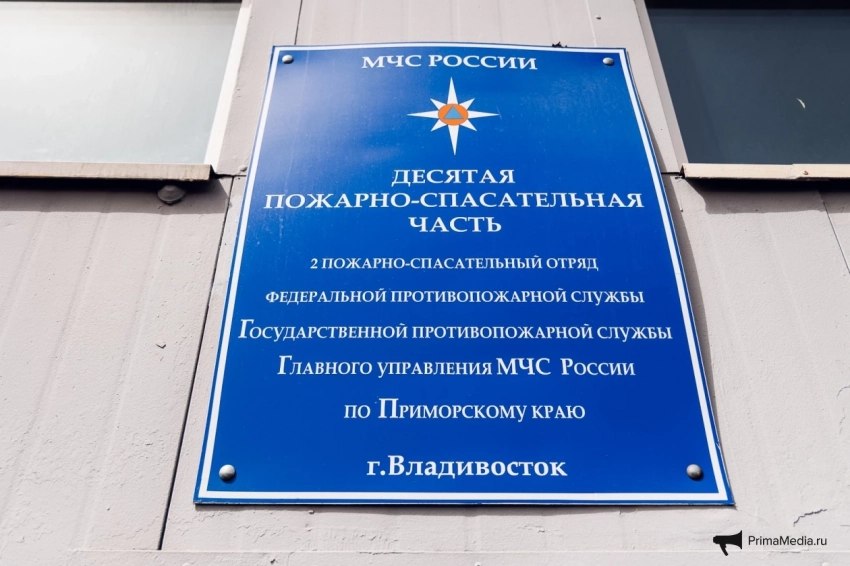 МЧС РОССИИ
ДЕСЯТАЯ
ПОЖАРНО-СПАСАТЕЛЬНАЯ
ЧАСТЬ
2 ПОЖАРНО-СПАСАТЕЛЬНЫЙ ОТРЯД
ФЕДЕРАЛЬНОЙ ПРОТИВОПОЖАРНОЙ СЛУЖБЫ
ГОСУДАРСТВЕННОЙ ПРОТИВОПОЖАРНОЙ СЛУЖБЫ
ГЛАВНОГО УПРАВЛЕНИЯ МЧС РОССИИ
ПО ПРИМОРСКОМУ КРАЮ
г.Владивосток
PrimaMedia.ru